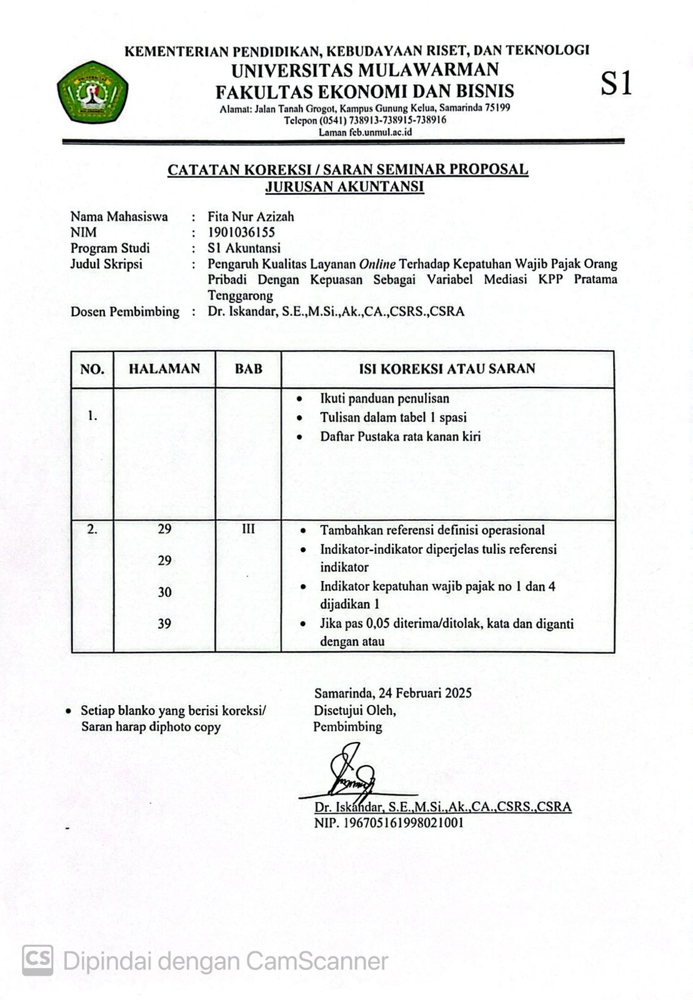 KEMENTERIAN PENDIDIKAN, KEBUDAYAAN RISET, DAN TEKNOLOGI
UNIVERSITAS MULAWARMAN
FAKULTAS EKONOMI DAN BISNIS
S1
Alamat: Jalan Tanah Grogot, Kampus Gunung Kelua, Samarinda 75199
Telepon (0541) 738913-738915-738916
Laman feb.unmul.ac.id
CATATAN KOREKSI / SARAN SEMINAR PROPOSAL
JURUSAN AKUNTANSI
Nama Mahasiswa : Fita Nur Azizah
NIM : 1901036155
Program Studi : S1 Akuntansi
Judul Skripsi : Pengaruh Kualitas Layanan Online Terhadap Kepatuhan Wajib Pajak Orang
Pribadi Dengan Kepuasan Sebagai Variabel Mediasi KPP Pratama
Tenggarong
Dosen Pembimbing : Dr. Iskandar, S.E.,M.Si.,Ak.,CA.,CSRS.,CSRA
NO. HALAMAN BAB ISI KOREKSI ATAU SARAN
1.
• Ikuti panduan penulisan
• Tulisan dalam tabel 1 spasi
• Daftar Pustaka rata kanan kiri
2. 29 III • Tambahkan referensi definisi operasional
29 • Indikator-indikator diperjelas tulis referensi
indikator
30 • Indikator kepatuhan wajib pajak no 1 dan 4
dijadikan 1
39 • Jika pas 0,05 diterima/ditolak, kata dan diganti
dengan atau
Samarinda, 24 Februari 2025
• Setiap blanko yang berisi koreksi/
Saran harap diphoto copy
Disetujui Oleh,
Pembimbing
Dr. Iskandar, S.E.,M.Si.,Ak.,CA.,CSRS.,CSRA
NIP. 196705161998021001
CS Dipindai dengan CamScanner